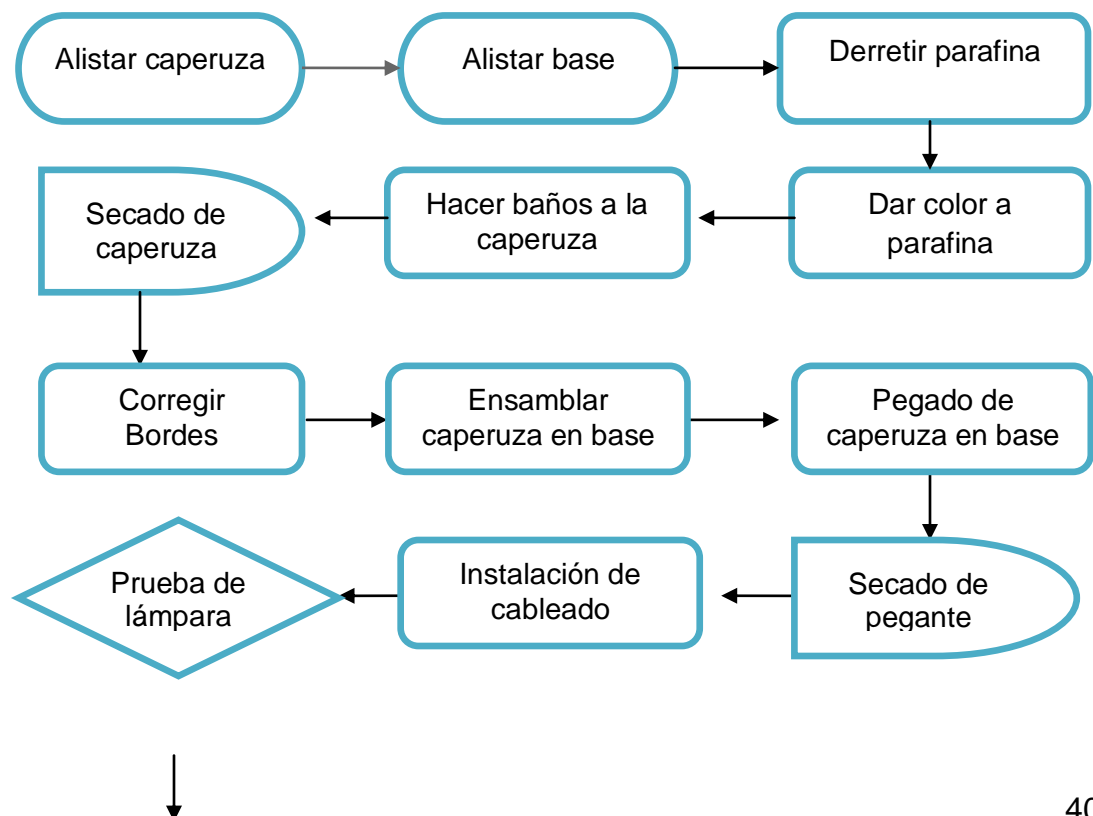 Alistar caperuza
Alistar base
Derretir parafina
Dar color a
parafina
Hacer baños a la
caperuza
Secado de
caperuza
Corregir
Bordes
Ensamblar
caperuza en base
Pegado de
caperuza en base
Secado de
pegante
Instalación de
cableado
Prueba de
lámpara
40